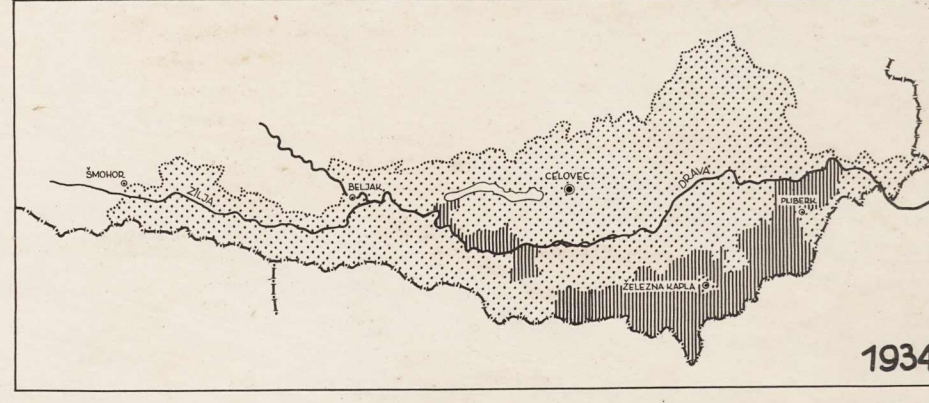 ŠMOHOR
ZILJA
BELJAK
CELOVEC
DRAVA
PLIBERK
ŽELEZNA KAPLA
1934